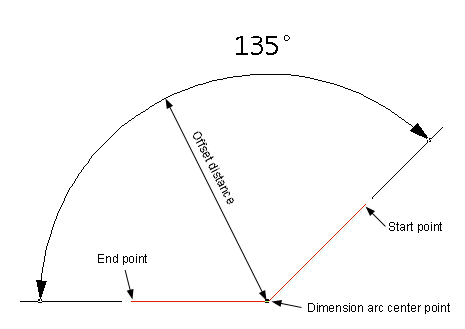 135°
Offset distance
Start point
End point
Dimension arc center point